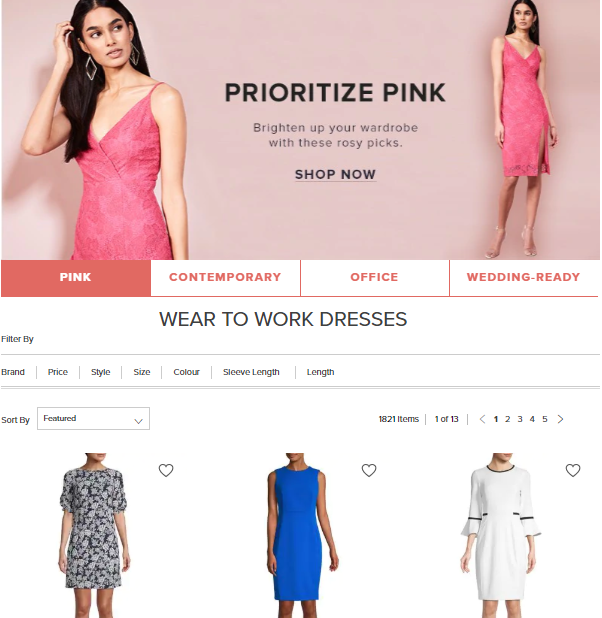 PRIORITIZE PINK
Brighten up your wardrobe
with these rosy picks.
SHOP NOW
PINK CONTEMPORARY OFFICE WEDDING-READY
WEAR TO WORK DRESSES
Filter By
Brand Price Style Size Colour Sleeve Length Length
Sort By Featured 1821 Items 1 of 13 1 2 3 4 5